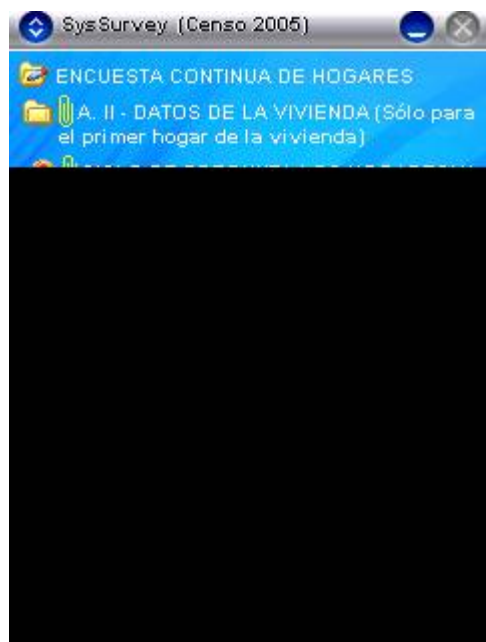 SysSurvey (Censo 2005)
ENCUESTA CONTINUA DE HOGARES
A. II - DATOS DE LA VIVIENDA (Sólo para
el primer hogar de la vivienda)